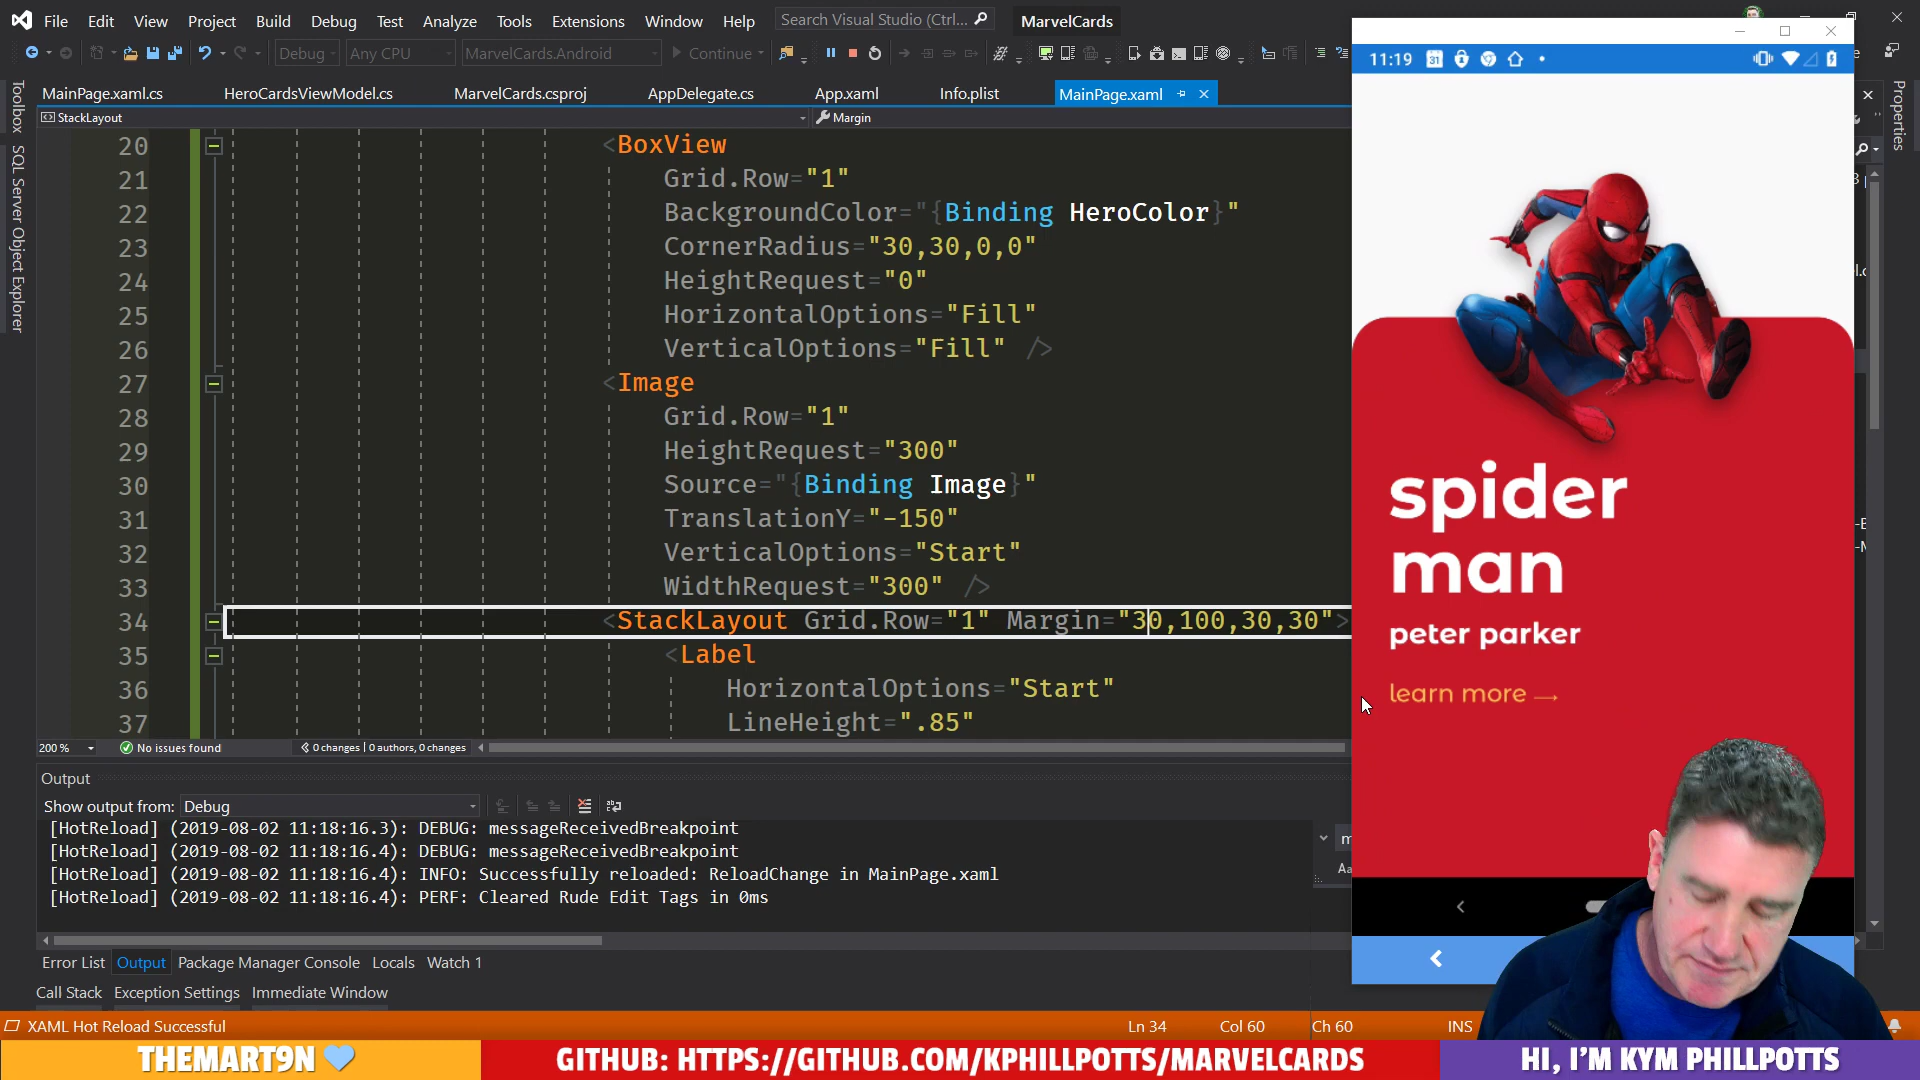 File Edit View Project Build Debug Test Analyze Tools Extensions Window Help Search Visual Studio (Ctrl... MarvelCards
Debug Any CPU MarvelCards.Android Continue
MainPage.xaml.cs HeroCardsViewModel.cs MarvelCards.csproj AppDelegate.cs App.xaml Info.plist MainPage.xaml
StackLayout Margin
Toolbox
SQL Server Object Explorer
Properties
20 <BoxView
21 Grid.Row="1"
22 BackgroundColor="{Binding HeroColor}"
23 CornerRadius="30,30,0,0"
24 HeightRequest="0"
25 HorizontalOptions="Fill"
26 VerticalOptions="Fill" />
27 <Image
28 Grid.Row="1"
29 HeightRequest="300"
30 Source="{Binding Image}"
31 TranslationY="-150"
32 VerticalOptions="Start"
33 WidthRequest="300" />
34 <StackLayout Grid.Row="1" Margin="30,100,30,30">
35 <Label
36 HorizontalOptions="Start"
37 LineHeight=".85"
200 % No issues found 0 changes | 0 authors, 0 changes
Output
Show output from: Debug
[HotReload] (2019-08-02 11:18:16.3): DEBUG: messageReceivedBreakpoint
[HotReload] (2019-08-02 11:18:16.4): DEBUG: messageReceivedBreakpoint
[HotReload] (2019-08-02 11:18:16.4): INFO: Successfully reloaded: ReloadChange in MainPage.xaml
[HotReload] (2019-08-02 11:18:16.4): PERF: Cleared Rude Edit Tags in 0ms
Error List Output Package Manager Console Locals Watch 1
Call Stack Exception Settings Immediate Window
XAML Hot Reload Successful Ln 34 Col 60 Ch 60 INS
11:19 31
spider
man
peter parker
learn more →
THEMART9N GITHUB: HTTPS://GITHUB.COM/KPHILLPOTTS/MARVELCARDS HI, I'M KYM PHILLPOTTS